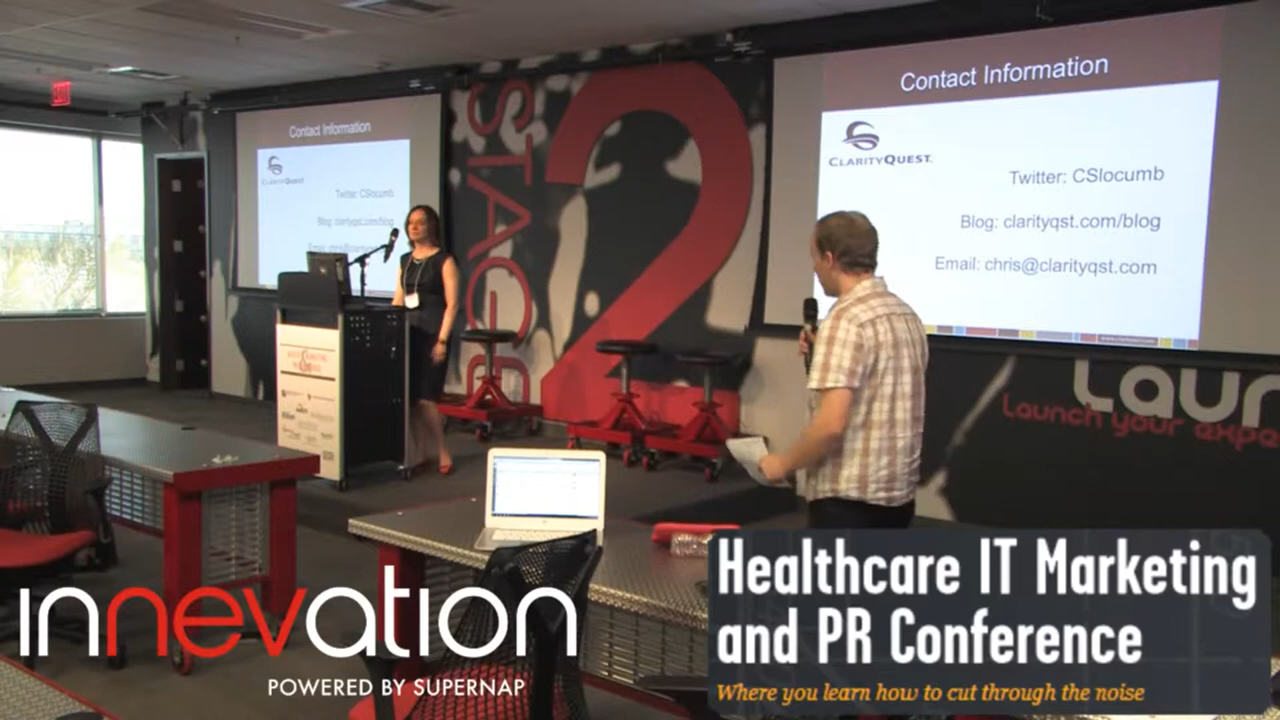 Contact Information
CLARITYQUEST
Twitter: CSlocumb
Blog: clarityqst.com/blog
Email: chris@clarityqst.com
Contact Information
CLARITYQUEST
Twitter: CSlocumb
Blog: clarityqst.com/blog
STAGE
2
Laun
Launch your expe
innevation
POWERED BY SUPERNAP
Healthcare IT Marketing
and PR Conference
Where you learn how to cut through the noise